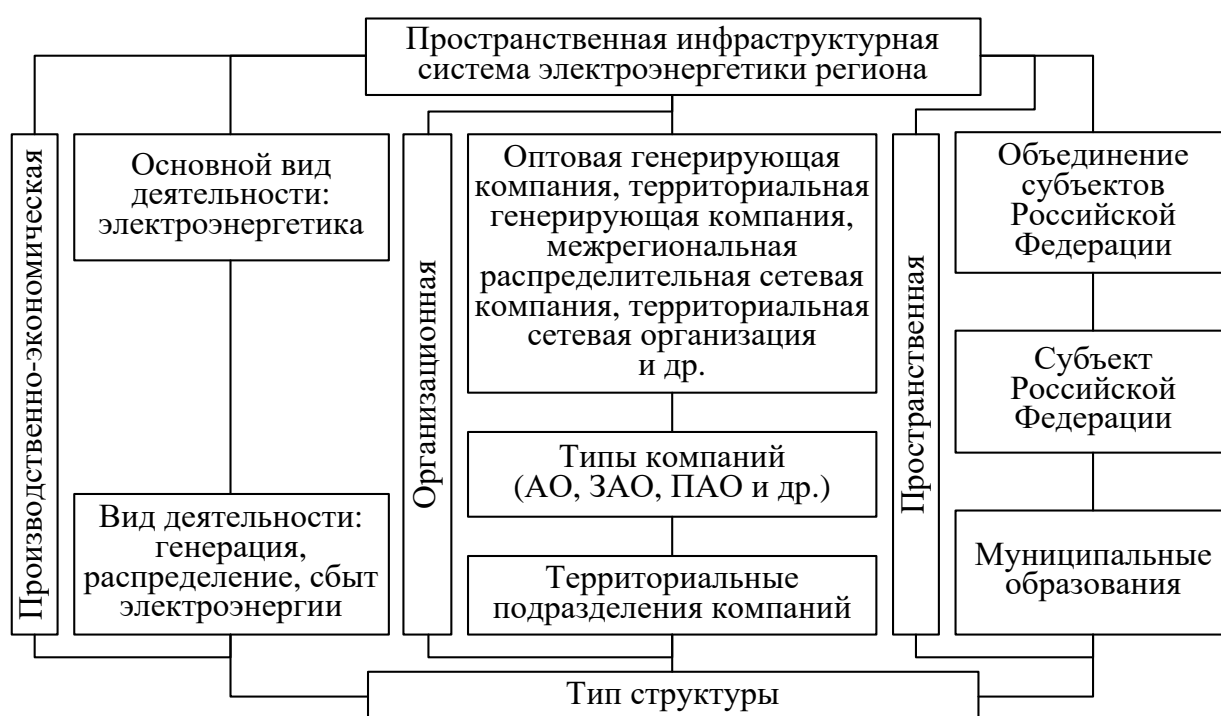 Пространственная инфраструктурная
система электроэнергетики региона
Производственно-экономическая
Основной вид
деятельности:
электроэнергетика
Вид деятельности:
генерация,
распределение, сбыт
электроэнергии
Организационная
Оптовая генерирующая
компания, территориальная
генерирующая компания,
межрегиональная
распределительная сетевая
компания, территориальная
сетевая организация
и др.
Типы компаний
(АО, ЗАО, ПАО и др.)
Территориальные
подразделения компаний
Пространственная
Объединение
субъектов
Российской
Федерации
Субъект
Российской
Федерации
Муниципальные
образования
Тип структуры